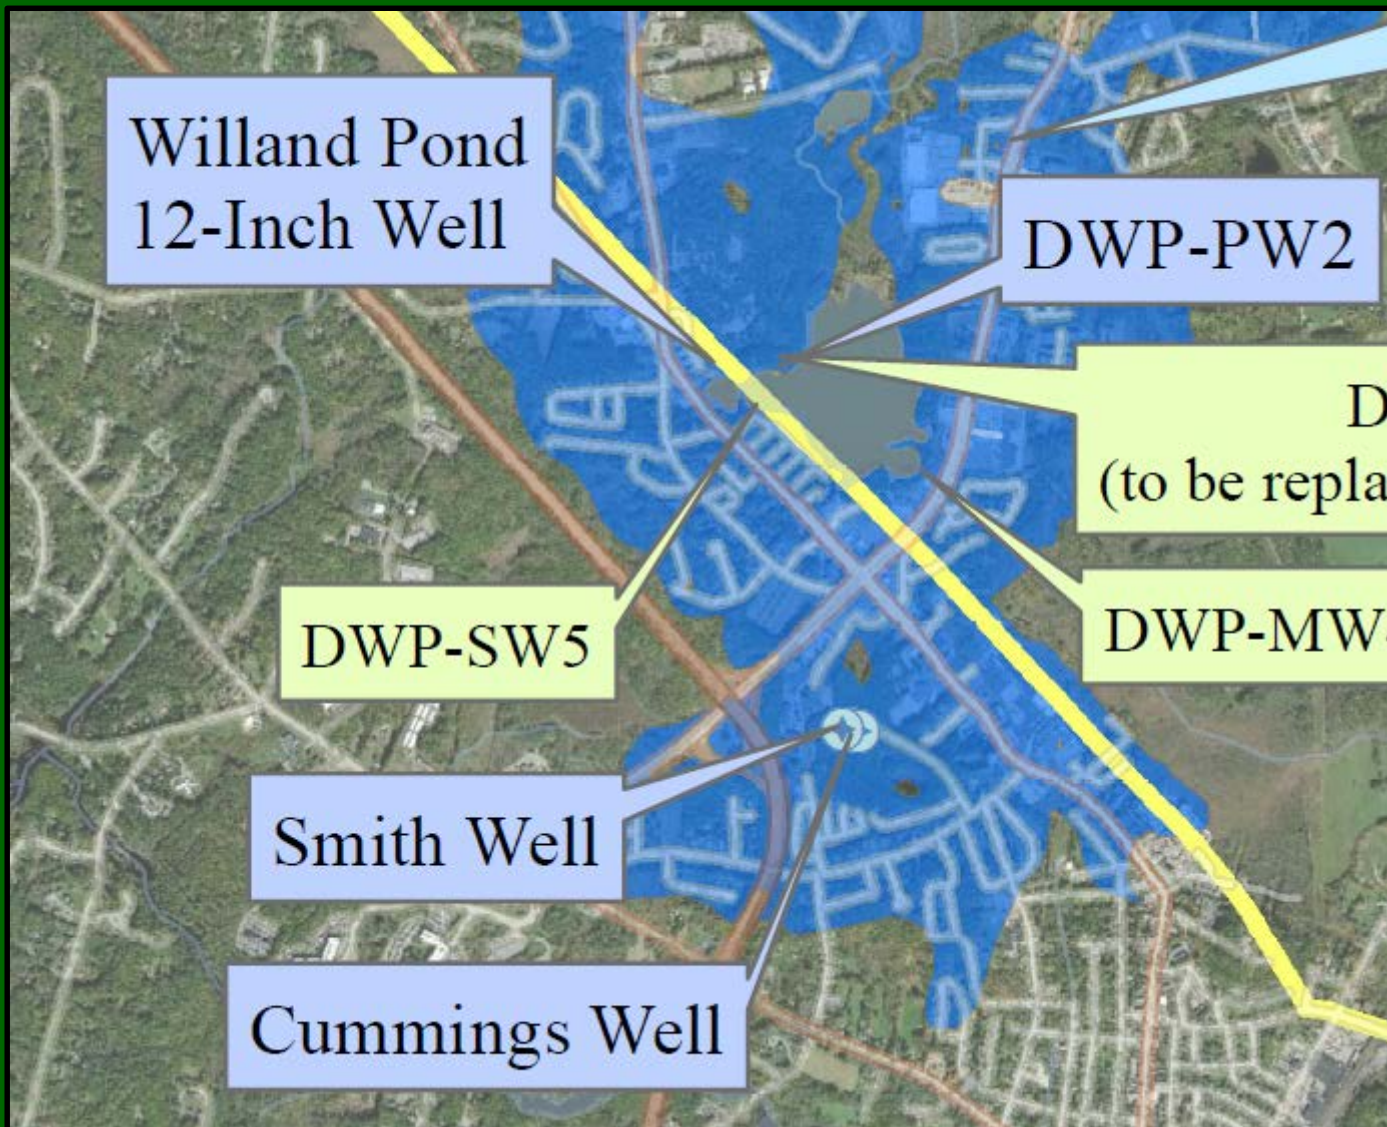 Willand Pond
12-Inch Well
DWP-PW2
D
(to be repla
DWP-SW5
DWP-MW
Smith Well
Cummings Well